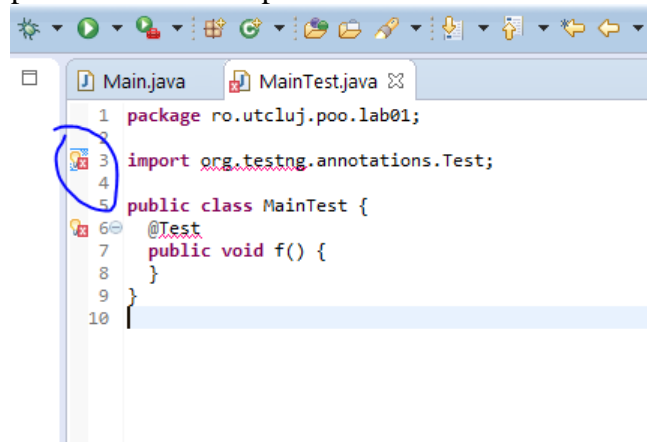 Main.java
MainTest.java
1 package ro.utcluj.poo.lab01;
2
3 import org.testng.annotations.Test;
4
5 public class MainTest {
6 @Test
7 public void f() {
8 }
9 }
10